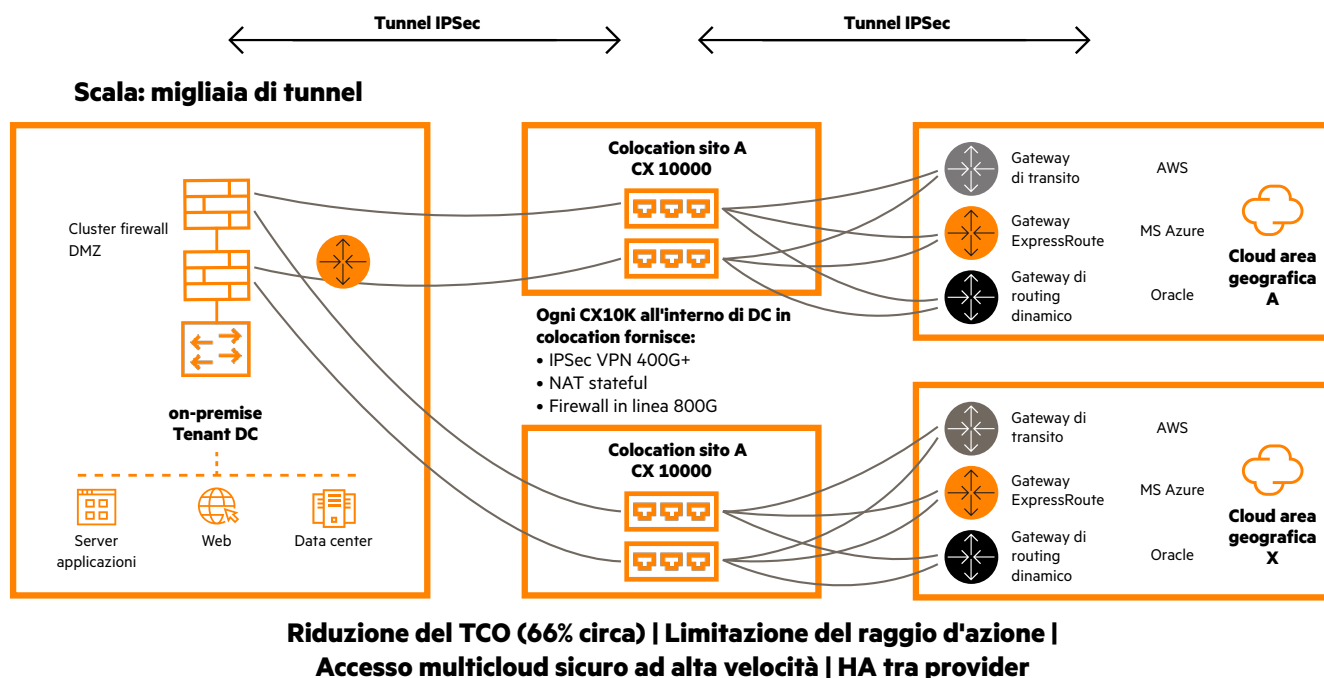 Tunnel IPSec
Tunnel IPSec
Scala: migliaia di tunnel
Cluster firewall
DMZ
on-premise
Tenant DC
Server
applicazioni
Web
Data center
Colocation sito A
CX 10000
Ogni CX10K all'interno di DC in
colocation fornisce:
• IPSec VPN 400G+
• NAT stateful
• Firewall in linea 800G
Colocation sito A
CX 10000
Gateway
di transito
AWS
Gateway
ExpressRoute
MS Azure
Gateway di
routing
dinamico
Oracle
Cloud area
geografica
A
Gateway di
transito
AWS
Gateway
ExpressRoute
MS Azure
Gateway di
routing
dinamico
Oracle
Cloud area
geografica
X
Riduzione del TCO (66% circa) | Limitazione del raggio d'azione |
Accesso multicloud sicuro ad alta velocità | HA tra provider